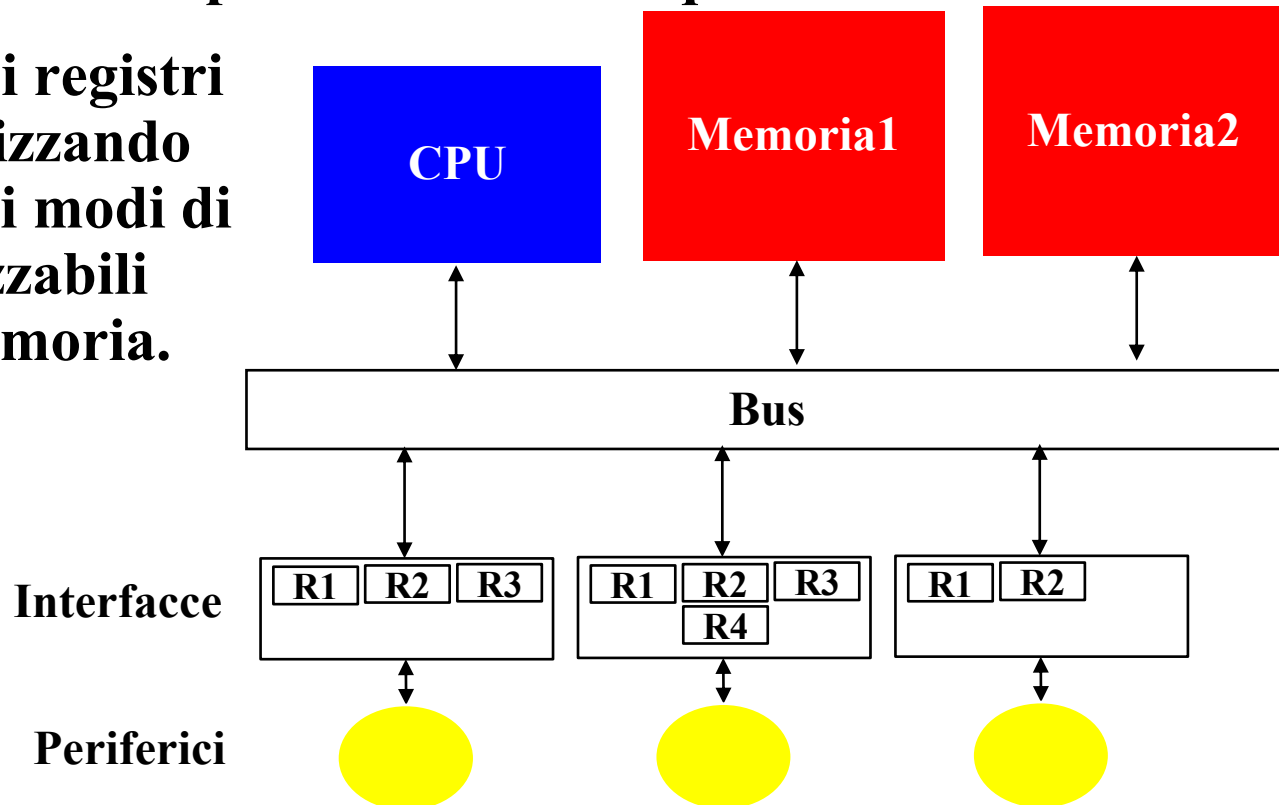 i registri
izzando
i modi di
zzabili
moria.
CPU
Memoria1
Memoria2
Bus
Interfacce
R1 R2 R3
R1 R2 R3
R4
R1 R2
Periferici